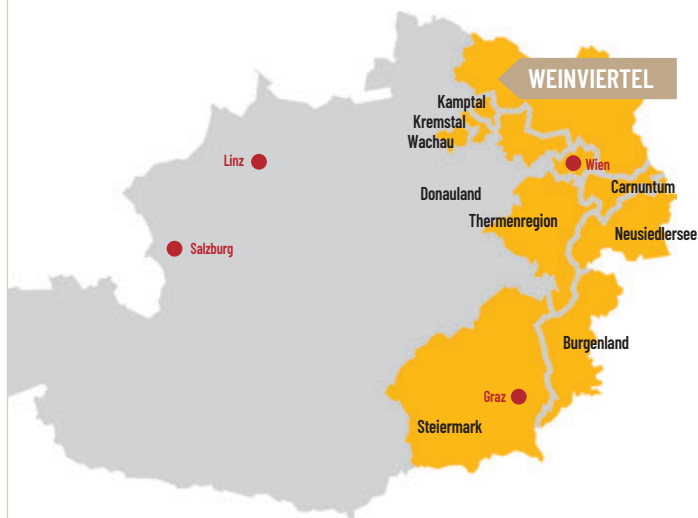 WEINVIERTEL
Kamptal
Kremstal
Wachau
Linz
Wien
Carnuntum
Donauland
Thermenregion
Neusiedlersee
Salzburg
Burgenland
Graz
Steiermark